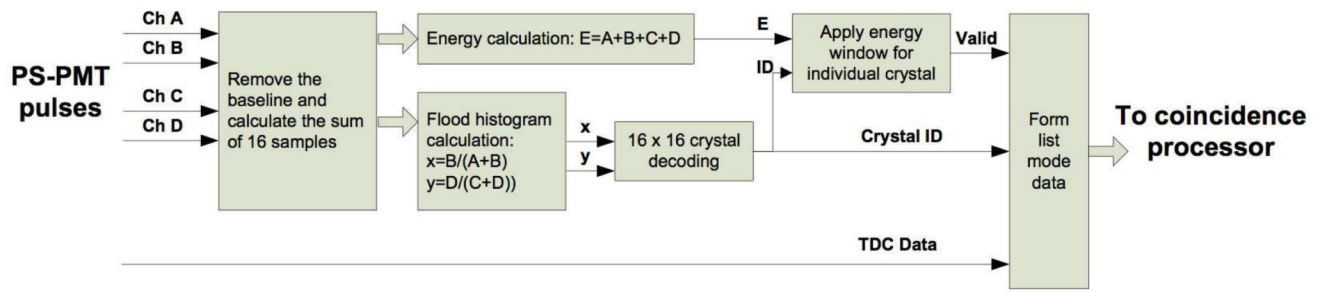 PS-PMT
pulses
Ch A
Ch B
Ch C
Ch D
Remove the
baseline and
calculate the sum
of 16 samples
Energy calculation: E=A+B+C+D
Flood histogram
calculation:
x=B/(A+B)
y=D/(C+D))
x
y
16 x 16 crystal
decoding
E
ID
Apply energy
window for
individual crystal
Valid
Crystal ID
TDC Data
Form
list
mode
data
To coincidence
processor